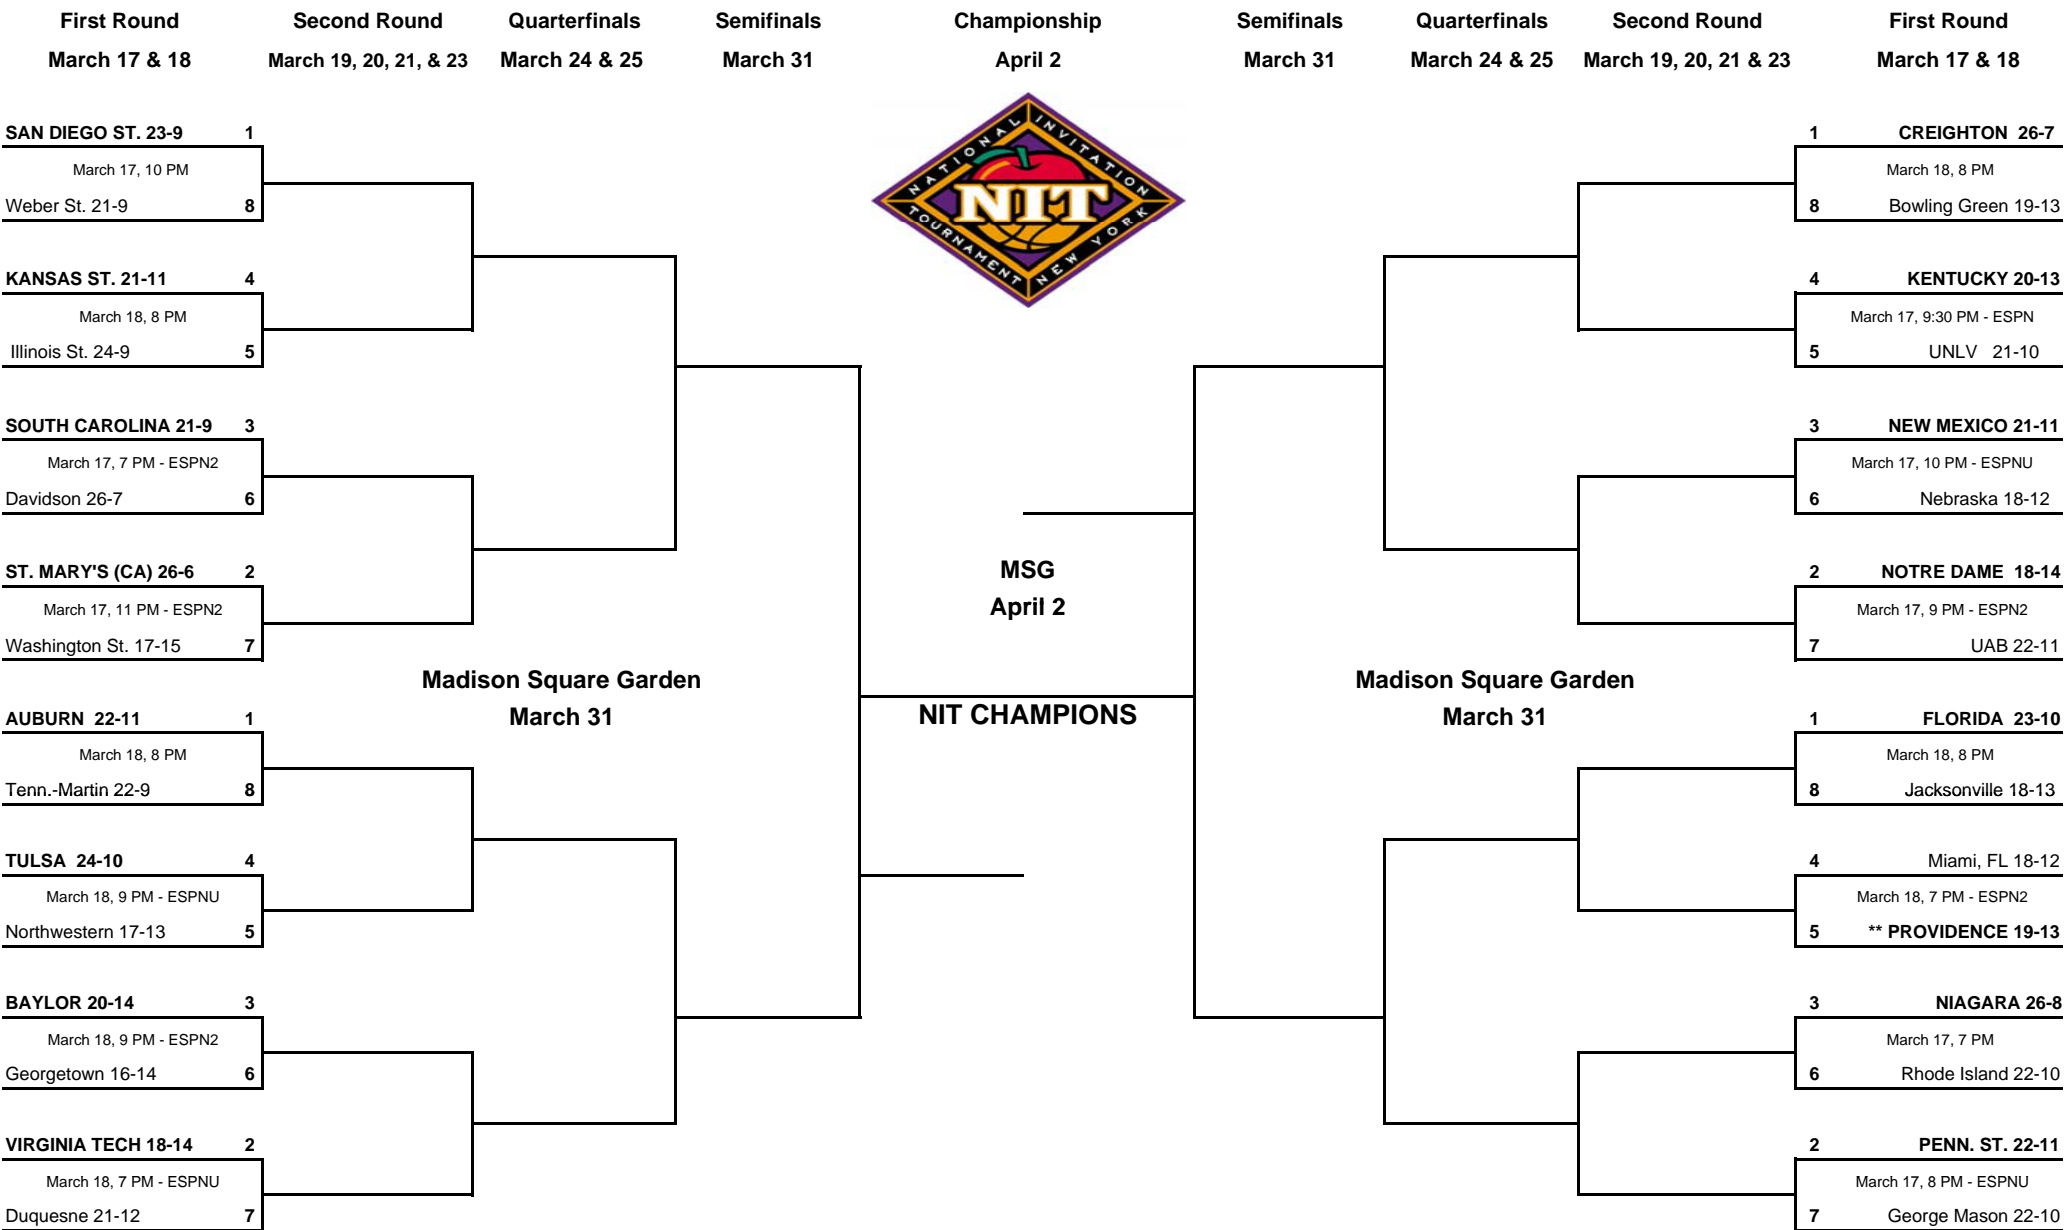 First Round Second Round Quarterfinals Semifinals Championship Semifinals Quarterfinals Second Round First Round
March 17 & 18 March 19, 20, 21, & 23 March 24 & 25 March 31 April 2 March 31 March 24 & 25 March 19, 20, 21 & 23 March 17 & 18
NATIONAL INVITATION
NIT
TOURNAMENT NEW YORK
SAN DIEGO ST. 23-9 1
March 17, 10 PM
Weber St. 21-9 8
KANSAS ST. 21-11 4
March 18, 8 PM
Illinois St. 24-9 5
SOUTH CAROLINA 21-9 3
March 17, 7 PM - ESPN2
Davidson 26-7 6
ST. MARY'S (CA) 26-6 2
March 17, 11 PM - ESPN2
Washington St. 17-15 7
Madison Square Garden
March 31
AUBURN 22-11 1
March 18, 8 PM
Tenn.-Martin 22-9 8
TULSA 24-10 4
March 18, 9 PM - ESPNU
Northwestern 17-13 5
BAYLOR 20-14 3
March 18, 9 PM - ESPN2
Georgetown 16-14 6
VIRGINIA TECH 18-14 2
March 18, 7 PM - ESPNU
Duquesne 21-12 7
MSG
April 2
NIT CHAMPIONS
1 CREIGHTON 26-7
March 18, 8 PM
8 Bowling Green 19-13
4 KENTUCKY 20-13
March 17, 9:30 PM - ESPN
5 UNLV 21-10
3 NEW MEXICO 21-11
March 17, 10 PM - ESPNU
6 Nebraska 18-12
2 NOTRE DAME 18-14
March 17, 9 PM - ESPN2
7 UAB 22-11
Madison Square Garden
March 31
1 FLORIDA 23-10
March 18, 8 PM
8 Jacksonville 18-13
4 Miami, FL 18-12
March 18, 7 PM - ESPN2
5 ** PROVIDENCE 19-13
3 NIAGARA 26-8
March 17, 7 PM
6 Rhode Island 22-10
2 PENN. ST. 22-11
March 17, 8 PM - ESPNU
7 George Mason 22-10